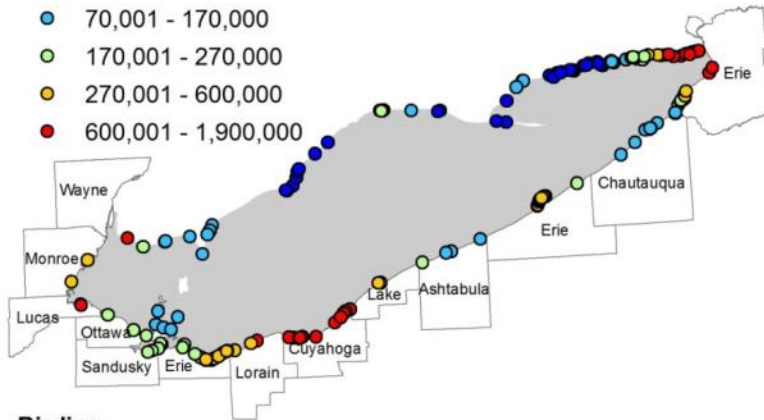 70,001 - 170,000
170,001 - 270,000
270,001 - 600,000
600,001 - 1,900,000
Erie
Wayne
Chautauqua
Monroe
Erie
Lake
Ashtabula
Lucas
Ottawa
Cuyahoga
Sandusky
Erie
Lorain